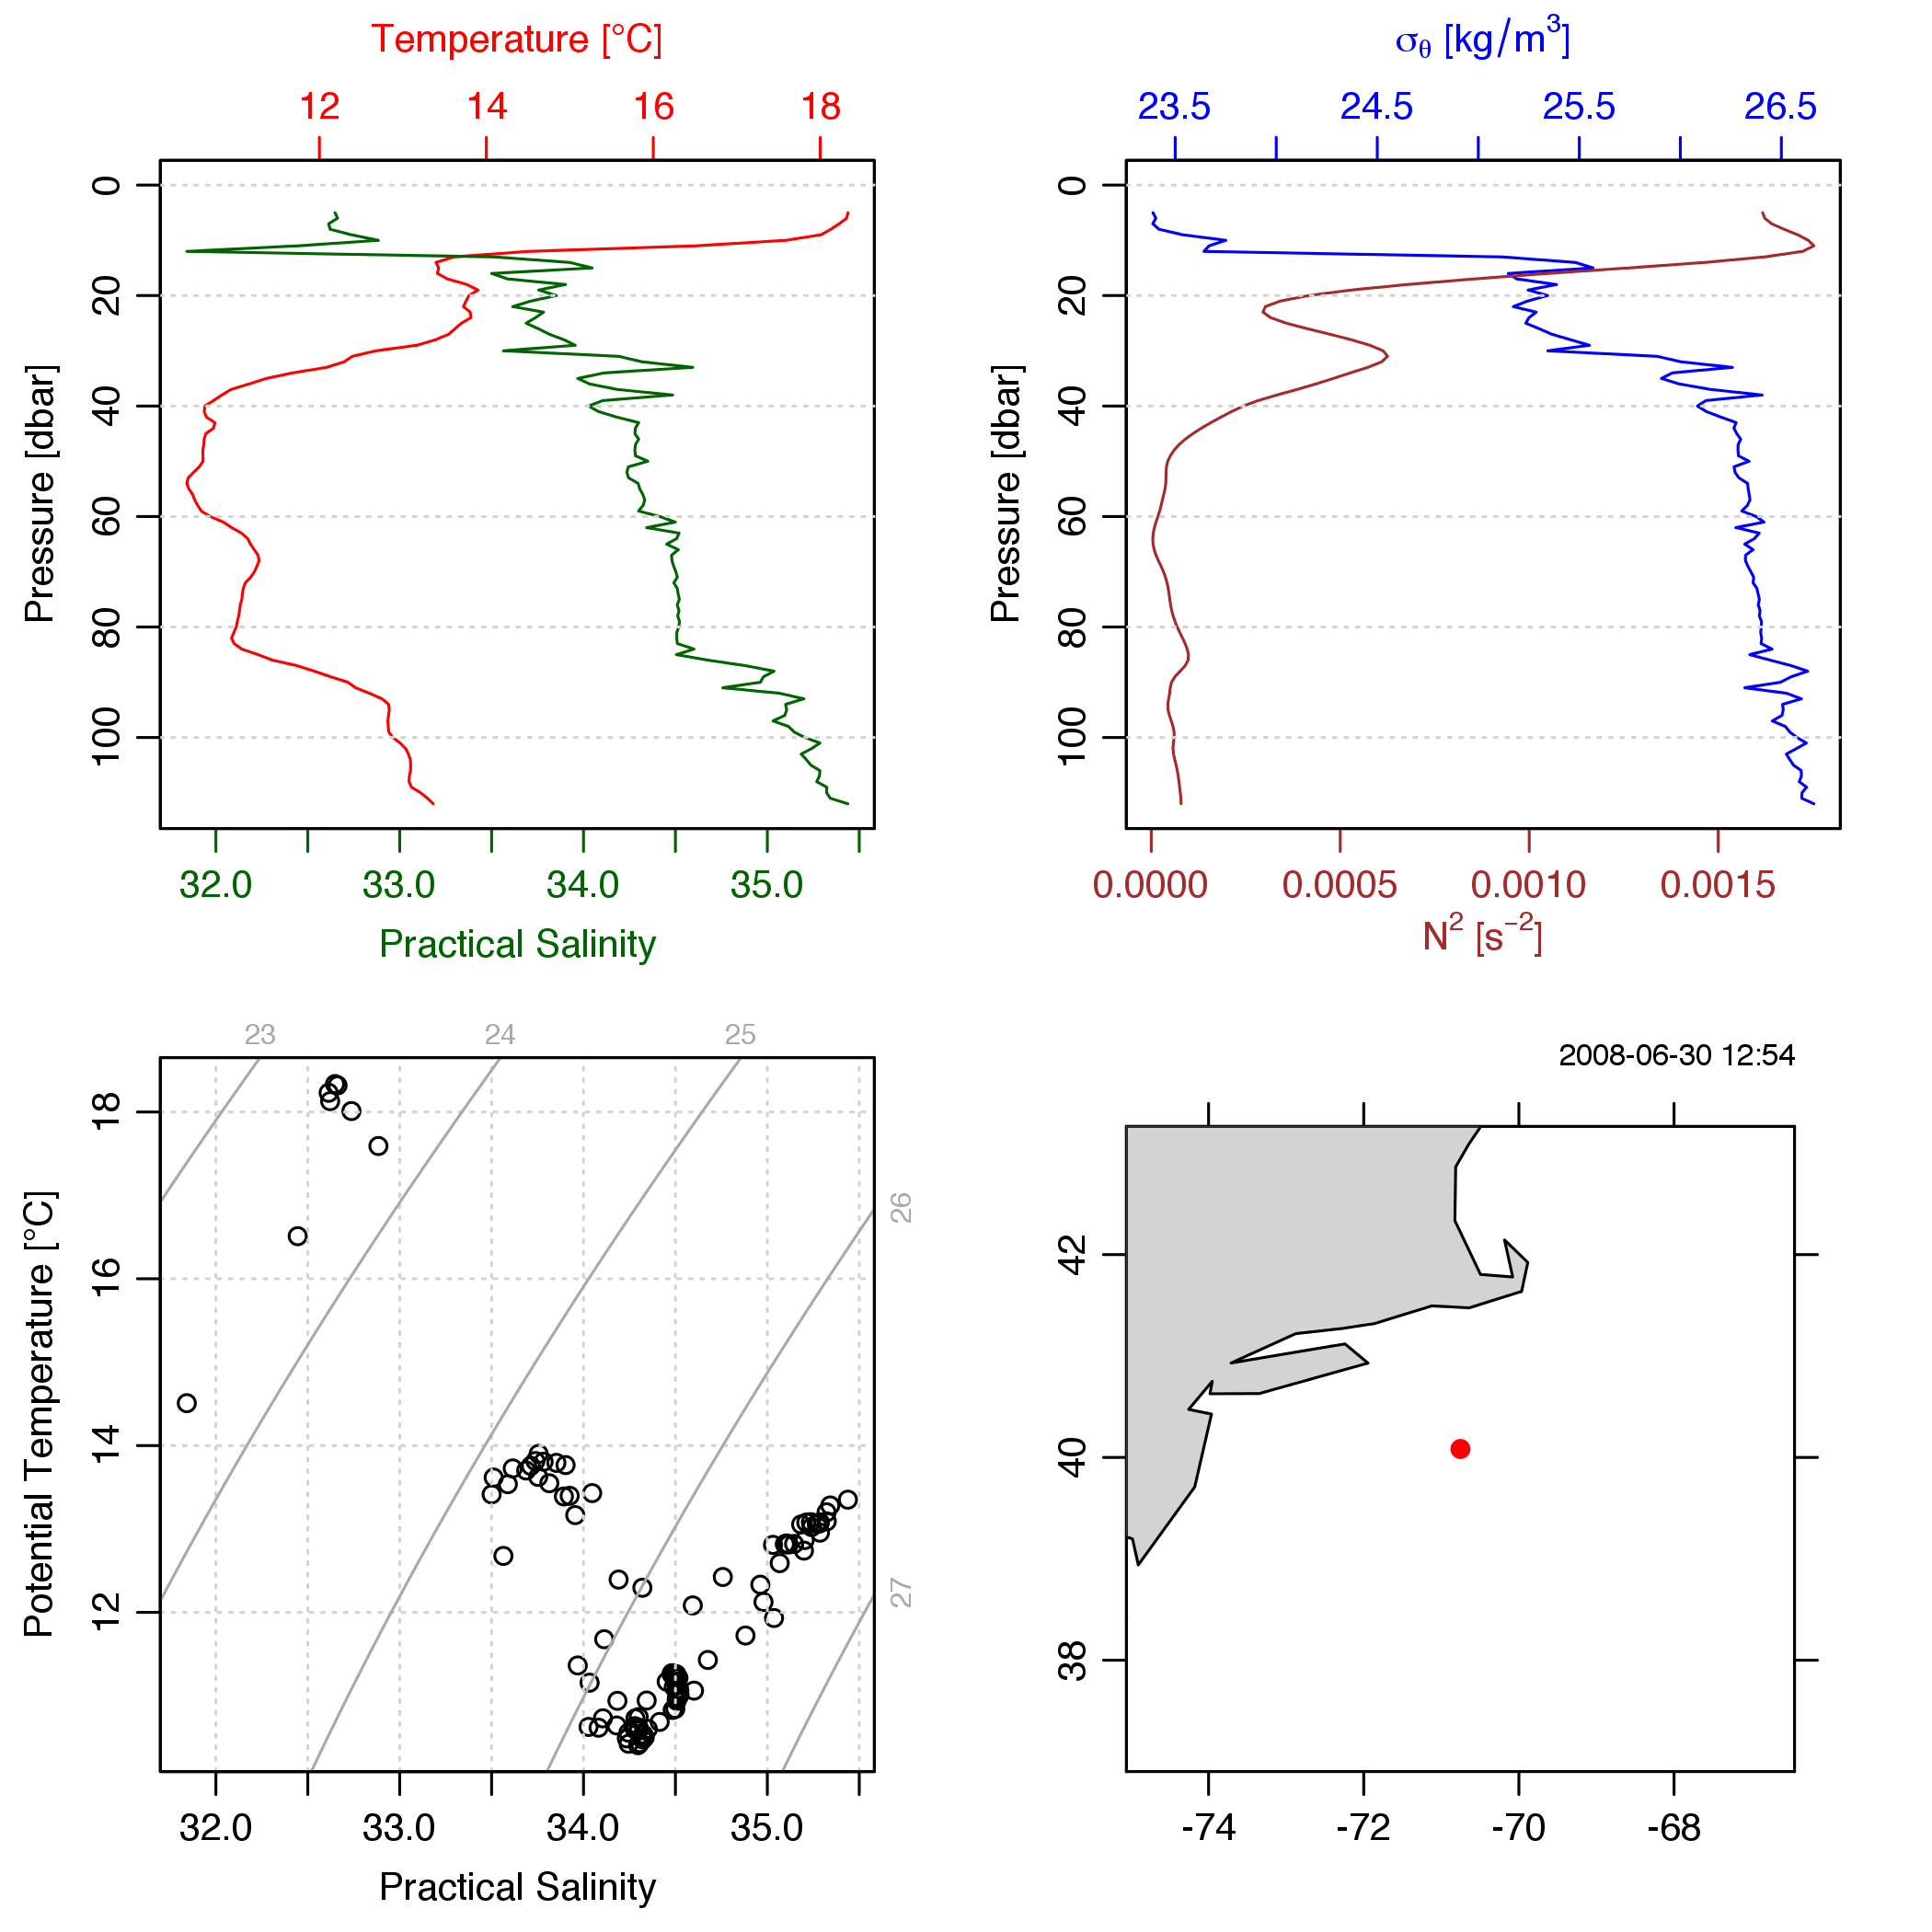 Temperature [°C]
12 14 16 18
0
20
40
60
80
100
Pressure [dbar]
32.0 33.0 34.0 35.0
Practical Salinity
σθ [kg/m³]
23.5 24.5 25.5 26.5
0
20
40
60
80
100
Pressure [dbar]
0.0000 0.0005 0.0010 0.0015
N² [s⁻²]
23 24 25
26
27
18
16
14
12
Potential Temperature [°C]
32.0 33.0 34.0 35.0
Practical Salinity
2008-06-30 12:54
42
40
38
-74 -72 -70 -68